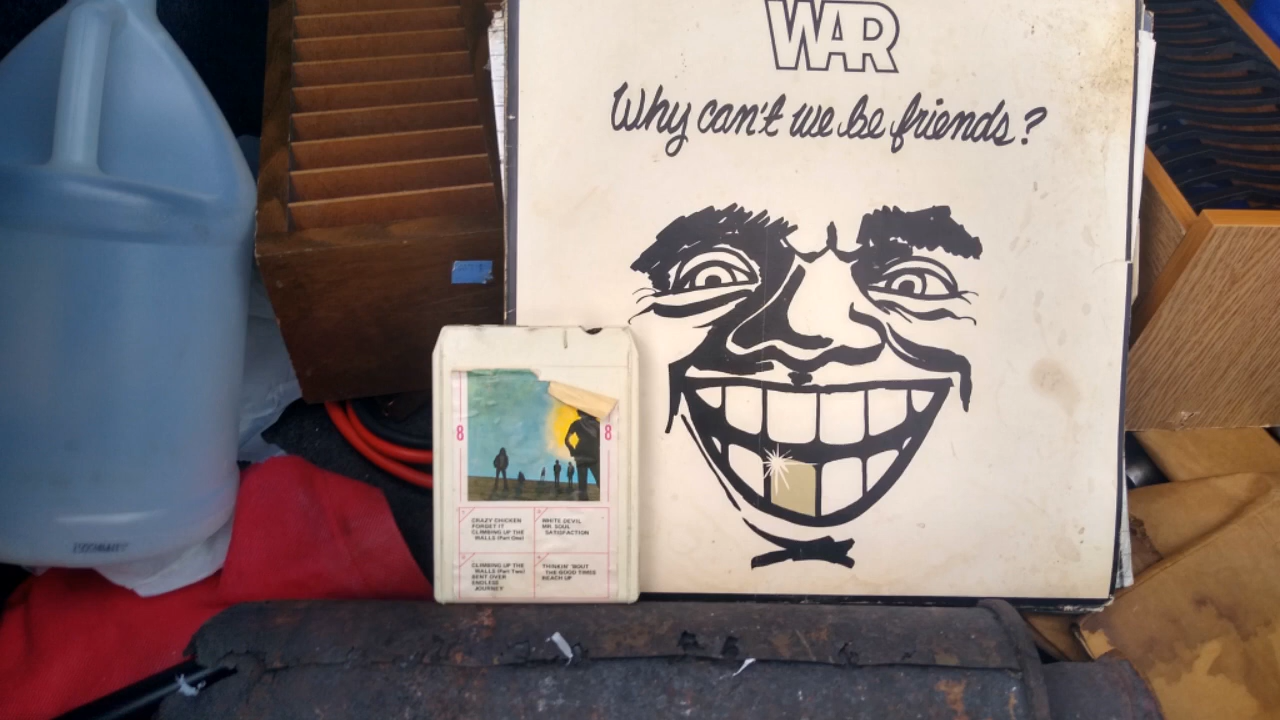 WAR
Why can't we be friends?
8
8
CRAZY CHICKEN
FORGET IT
CLIMBING UP THE
WALLS (Part One)
WHITE DEVIL
MR. SOUL
SATISFACTION
CLIMBING UP THE
WALLS (Part Two)
SENT OVER
ENDLESS
JOURNEY
THINKIN' 'BOUT
THE GOOD TIMES
REACH UP